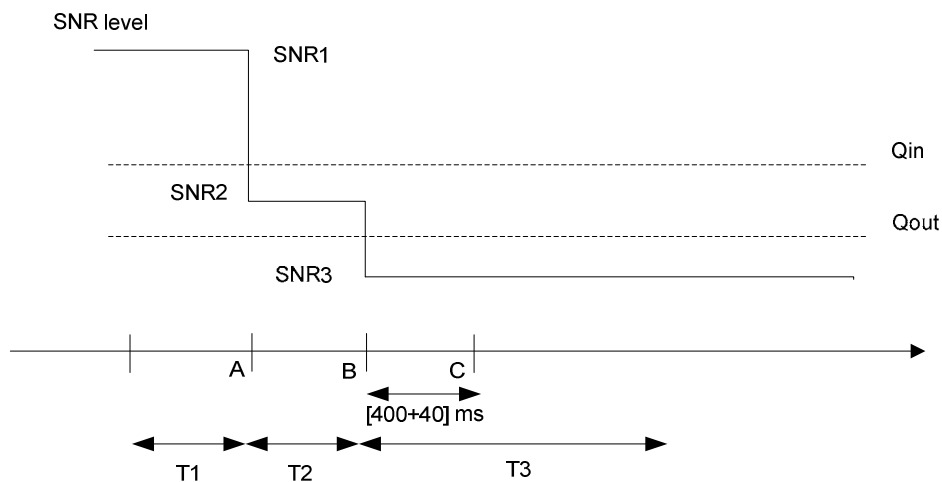 SNR level
SNR1
Qin
SNR2
Qout
SNR3
A
B
C
[400+40] ms
T1
T2
T3